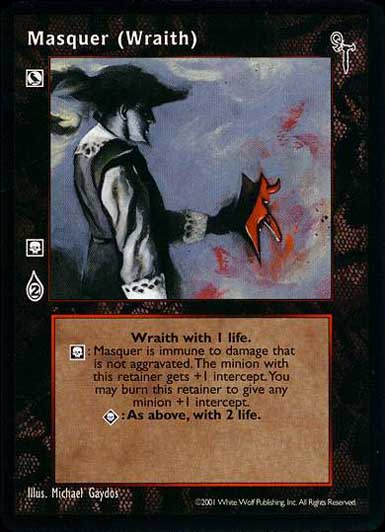 Masquer (Wraith)
2
Wraith with 1 life.
: Masquer is immune to damage that
is not aggravated. The minion with
this retainer gets +1 intercept. You
may burn this retainer to give any
minion +1 intercept.
: As above, with 2 life.
Illus. Michael Gaydos
©2001 White Wolf Publishing, Inc. All Rights Reserved.